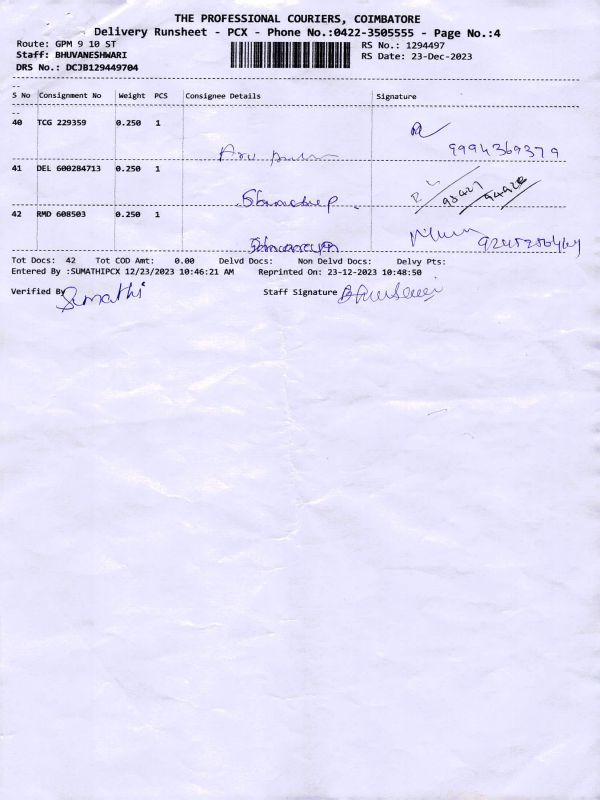 THE PROFESSIONAL COURIERS, COIMBATORE
Delivery Runsheet - PCX - Phone No.:0422-3505555 - Page No.:4
Route: GPM 9 10 ST RS No.: 1294497
Staff: BHUVANESHWARI RS Date: 23-Dec-2023
DRS No.: DCJB129449704
S No Consignment No Weight PCS Consignee Details Signature
40 TCG 229359 0.250 1
9994369379
41 DEL 600284713 0.250 1
42 RMD 608503 0.250 1
Tot Docs: 42 Tot COD Amt: 0.00 Delvd Docs: Non Delvd Docs: Delvy Pts:
Entered By :SUMATHIPCX 12/23/2023 10:46:21 AM Reprinted On: 23-12-2023 10:48:50
Verified By Sumathi Staff Signature